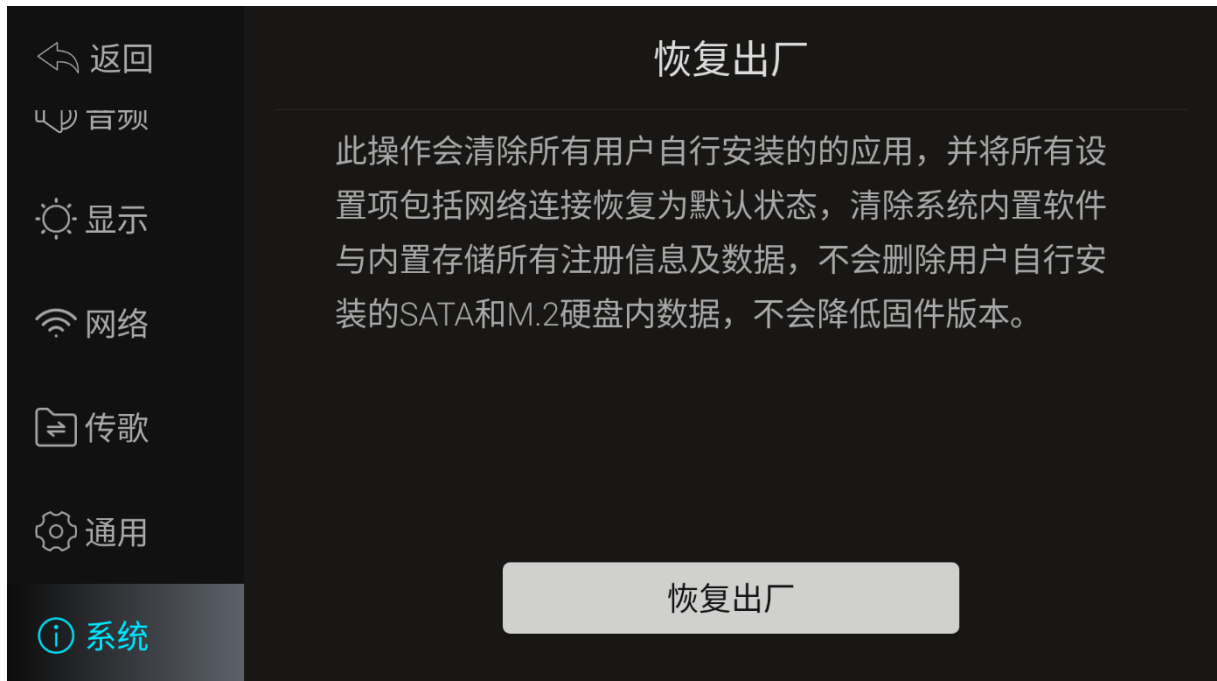 返回
恢复出厂
音频
此操作会清除所有用户自行安装的的应用，并将所有设
置项包括网络连接恢复为默认状态，清除系统内置软件
与内置存储所有注册信息及数据，不会删除用户自行安
装的SATA和M.2硬盘内数据，不会降低固件版本。
显示
网络
传歌
通用
恢复出厂
系统